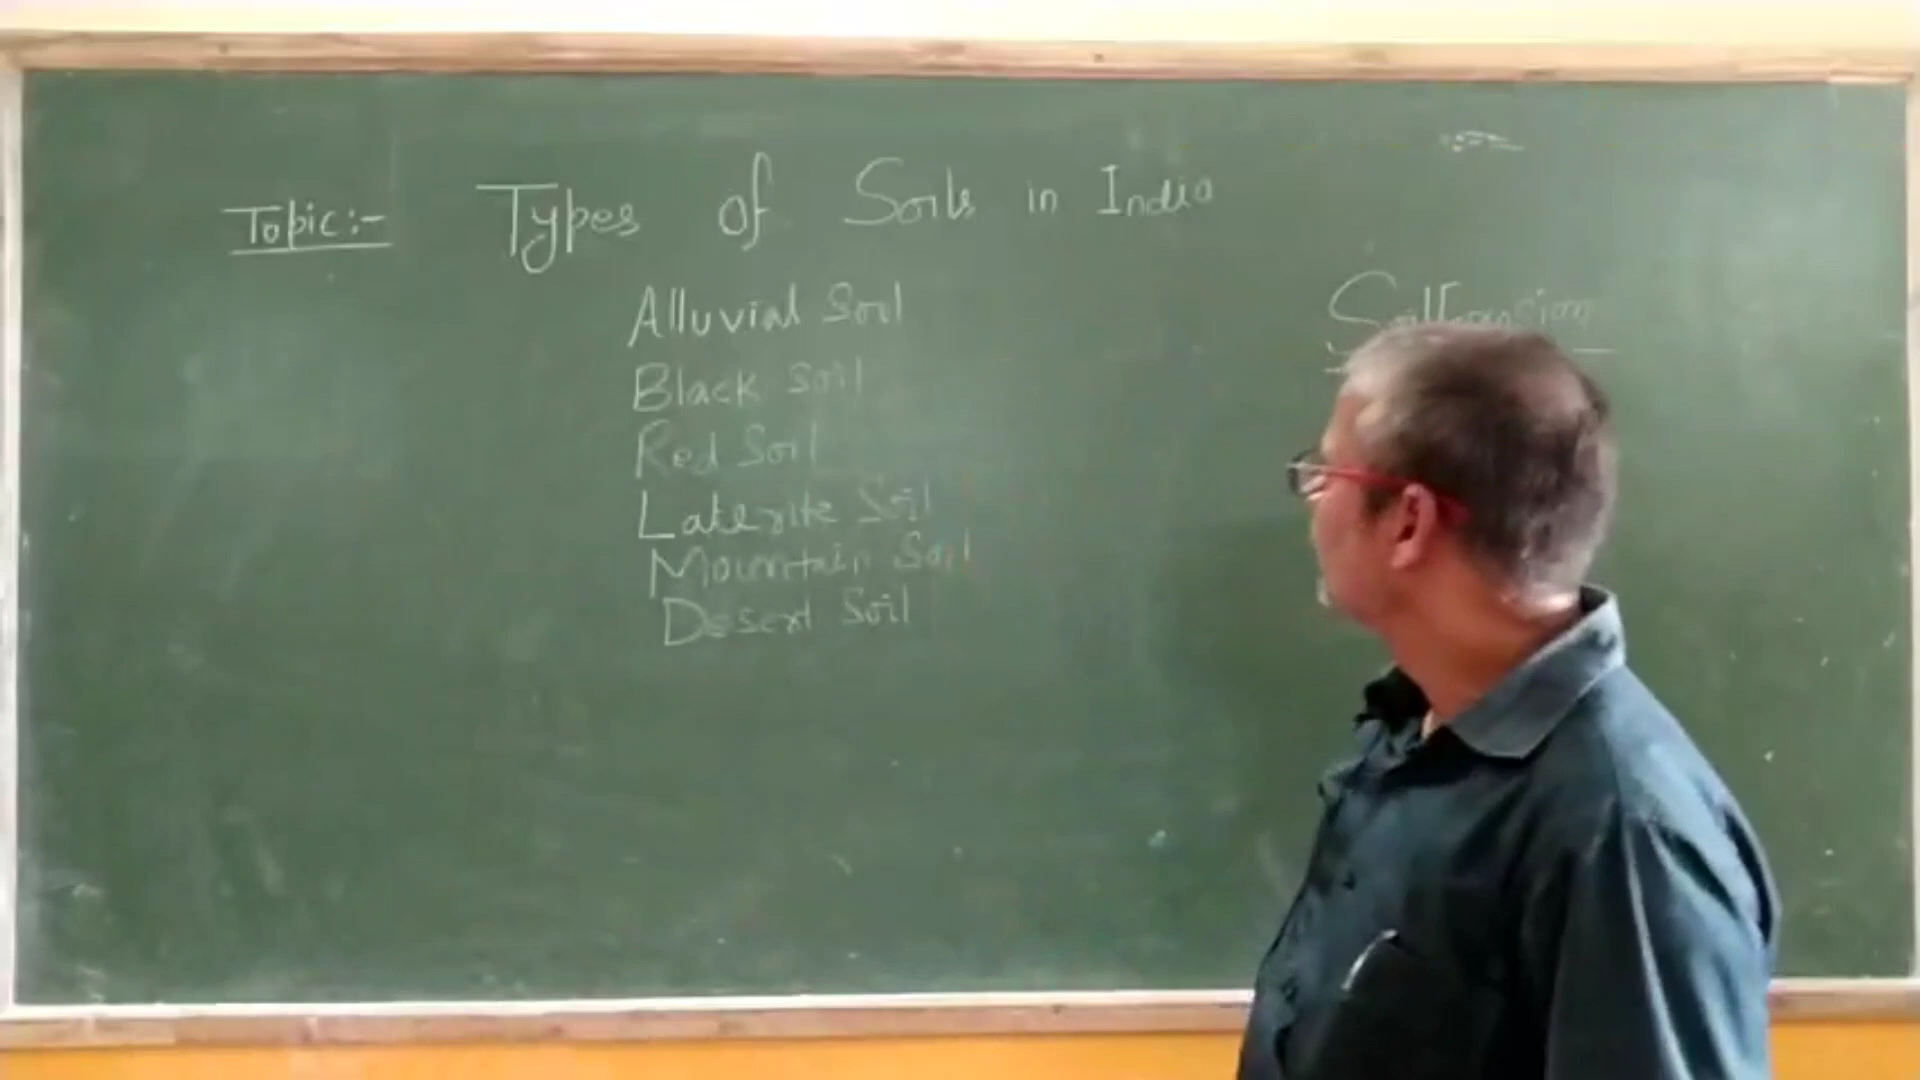 Topic:- Types of Soils in India
Alluvial Soil
Black Soil
Red Soil
Laterite Soil
Mountain Soil
Desert Soil